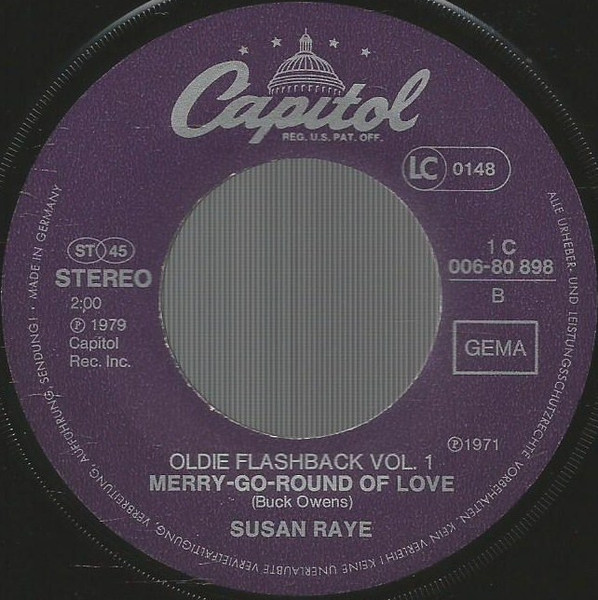 Capitol
REG. U.S. PAT. OFF.
LC 0148
ST 45
STEREO
2:00
℗ 1979
Capitol
Rec. Inc.
1 C
006-80 898
B
GEMA
℗1971
OLDIE FLASHBACK VOL. 1
MERRY-GO-ROUND OF LOVE
(Buck Owens)
SUSAN RAYE
ALLE URHEBER- UND LEISTUNGSSCHUTZRECHTE VORBEHALTEN. KEIN VERLEIH! KEINE UNERLAUBTE VERVIELFÄLTIGUNG, VERBREITUNG, AUFFÜHRUNG, SENDUNG! · MADE IN GERMANY